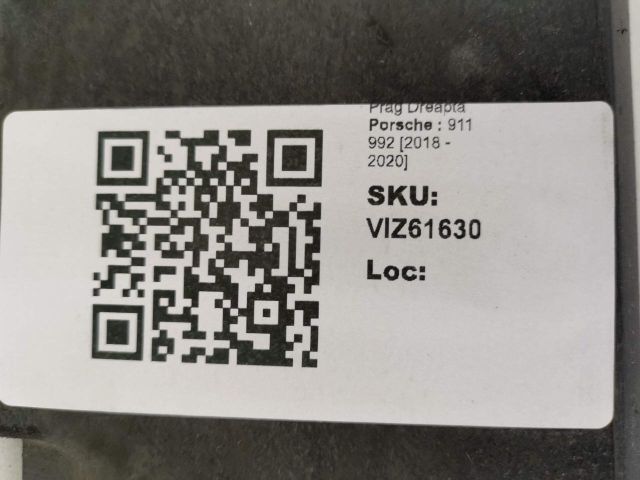 Prag Dreapta
Porsche : 911
992 [2018 -
2020]
SKU:
VIZ61630
Loc: